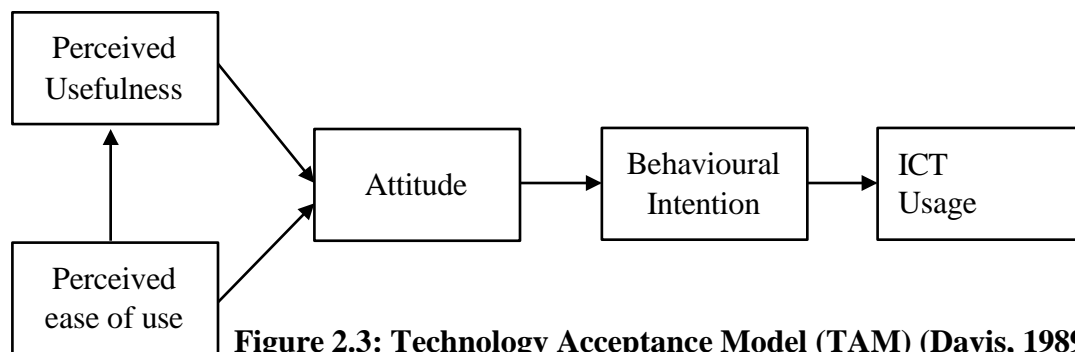 Perceived
Usefulness
Attitude
Behavioural
Intention
ICT
Usage
Perceived
ease of use
Figure 2.3: Technology Acceptance Model (TAM) (Davis, 1989